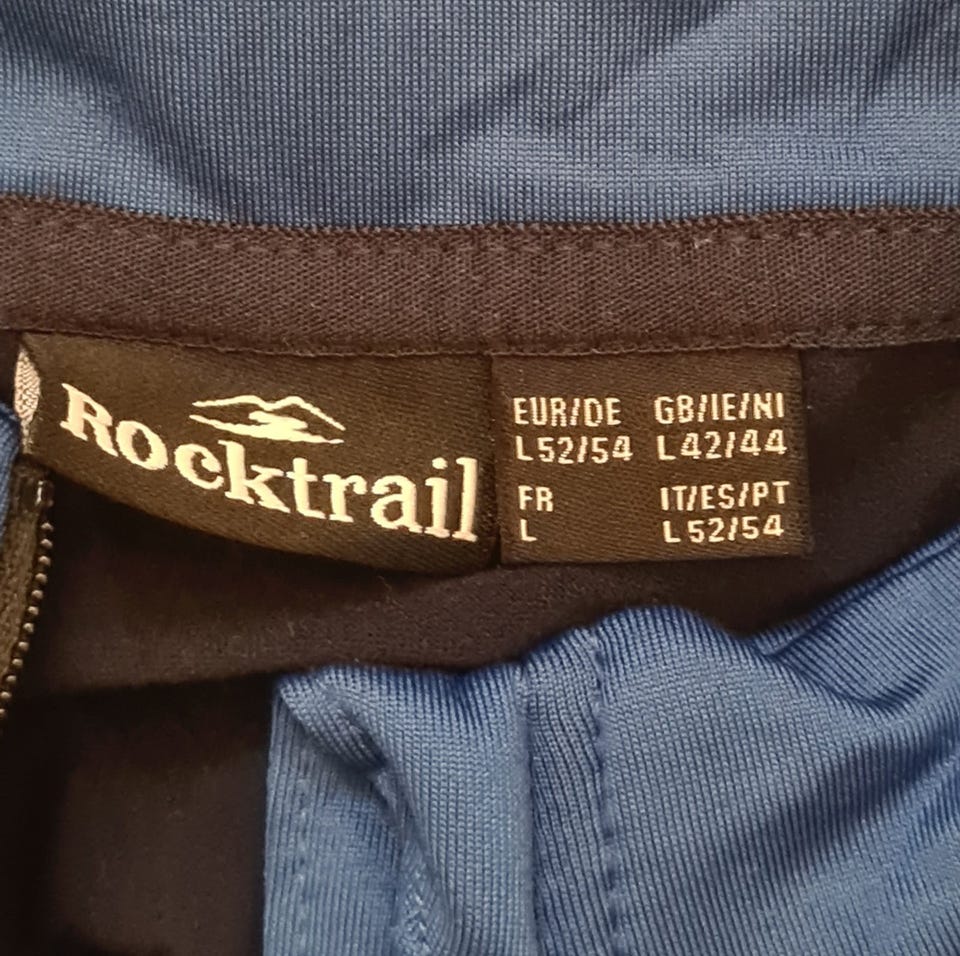 Rocktrail
EUR/DE GB/IE/NI
L52/54 L42/44
FR IT/ES/PT
L L52/54